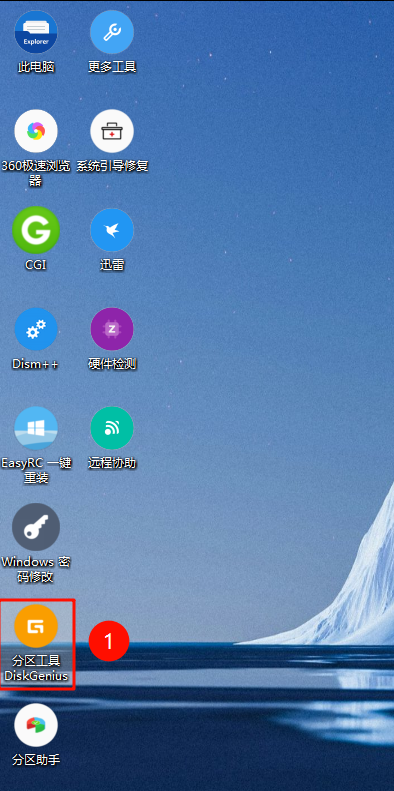 Explorer
此电脑
更多工具
360极速浏览
器
系统引导修复
CGI
迅雷
Dism++
硬件检测
EasyRC 一键
重装
远程协助
Windows 密
码修改
分区工具
DiskGenius
1
分区助手